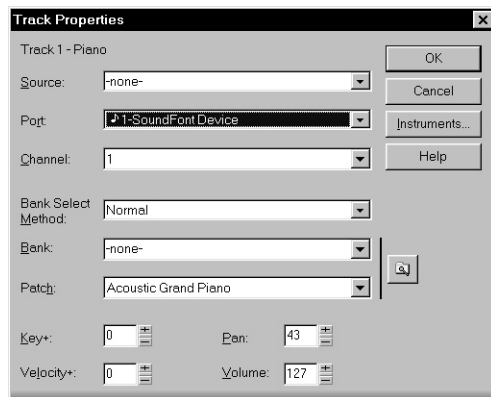 Track Properties
Track 1 - Piano
OK
Source: -none-
Cancel
Port: ♪1-SoundFont Device
Instruments...
Channel: 1
Help
Bank Select Method: Normal
Bank: -none-
Patch: Acoustic Grand Piano
Key+: 0 Pan: 43
Velocity+: 0 Volume: 127